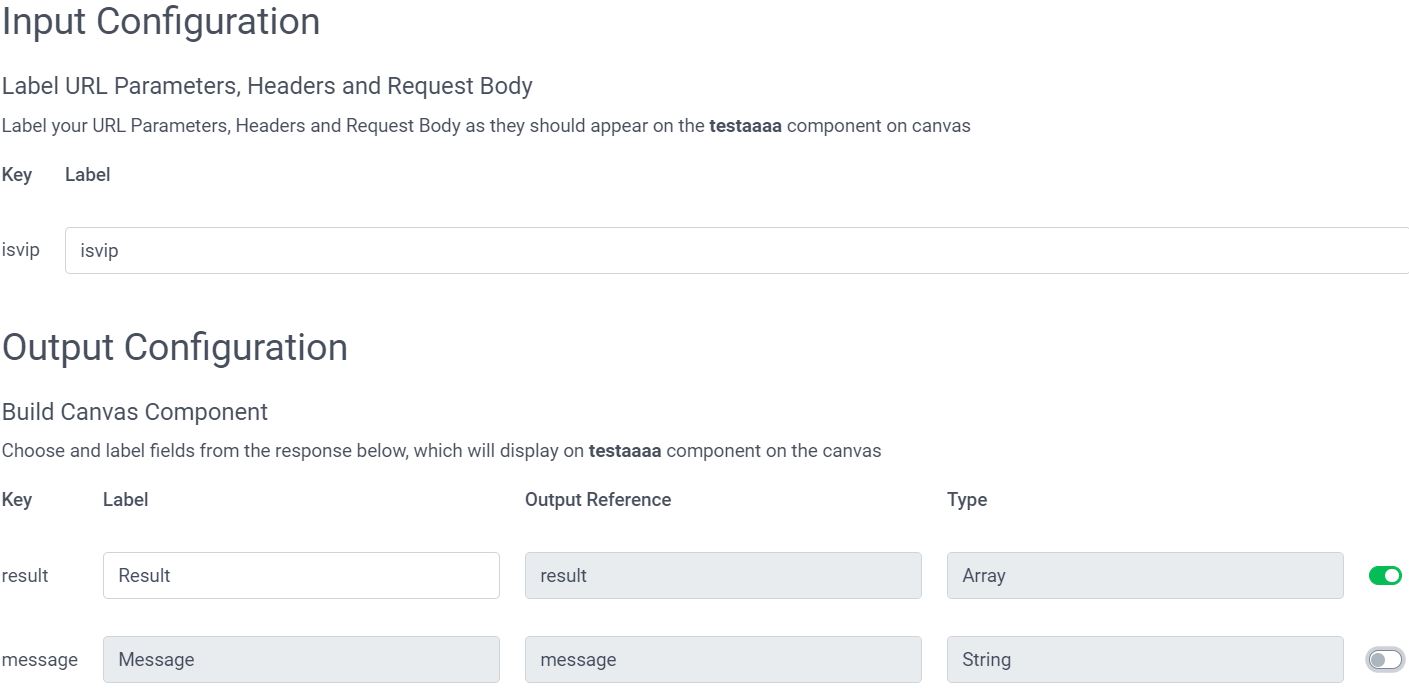 Input Configuration
Label URL Parameters, Headers and Request Body
Label your URL Parameters, Headers and Request Body as they should appear on the testaaaa component on canvas
Key Label
isvip isvip
Output Configuration
Build Canvas Component
Choose and label fields from the response below, which will display on testaaaa component on the canvas
Key Label Output Reference Type
result Result result Array
message Message message String